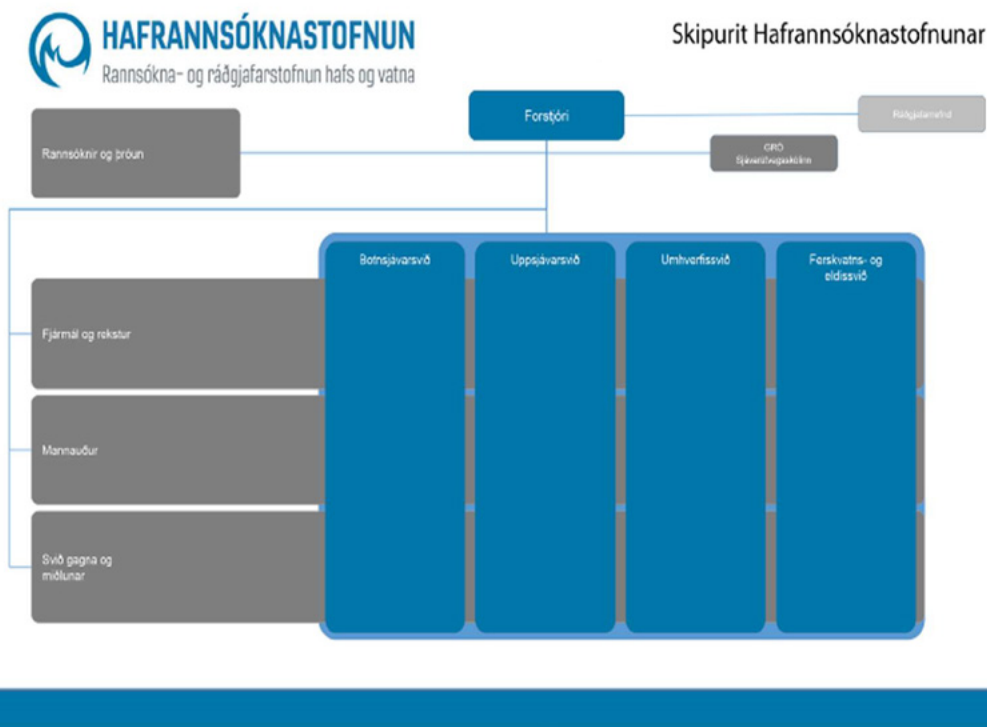 HAFRANNSÓKNASTOFNUN
Rannsókna- og ráðgjafarstofnun hafs og vatna
Skipurit Hafrannsóknastofnunar
Forstjóri
Ráðgjafarnefnd
Rannsóknir og þróun
GRÓ
Sjávarútvegsskólinn
Botnsjávarsvið
Uppsjávarsvið
Umhverfissvið
Ferskvatns- og
eldissvið
Fjármál og rekstur
Mannauður
Svið gagna og
miðlunar